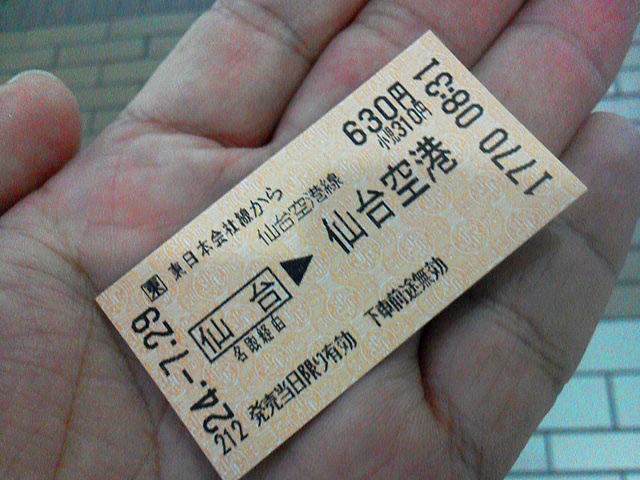 東 東日本会社線から
仙台空港線
仙台 ▶ 仙台空港
名取経由
630円
小児310円
発売当日限り有効 下車前途無効
'24.-7.29
212
1770 08:31